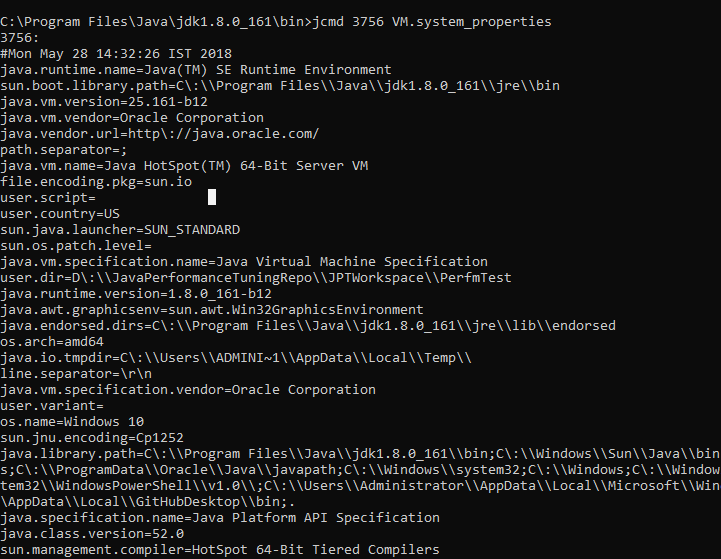 C:\Program Files\Java\jdk1.8.0_161\bin>jcmd 3756 VM.system_properties
3756:
#Mon May 28 14:32:26 IST 2018
java.runtime.name=Java(TM) SE Runtime Environment
sun.boot.library.path=C\:\\Program Files\\Java\\jdk1.8.0_161\\jre\\bin
java.vm.version=25.161-b12
java.vm.vendor=Oracle Corporation
java.vendor.url=http\://java.oracle.com/
path.separator=;
java.vm.name=Java HotSpot(TM) 64-Bit Server VM
file.encoding.pkg=sun.io
user.script=
user.country=US
sun.java.launcher=SUN_STANDARD
sun.os.patch.level=
java.vm.specification.name=Java Virtual Machine Specification
user.dir=D\:\\JavaPerformanceTuningRepo\\JPTWorkspace\\PerfmTest
java.runtime.version=1.8.0_161-b12
java.awt.graphicsenv=sun.awt.Win32GraphicsEnvironment
java.endorsed.dirs=C\:\\Program Files\\Java\\jdk1.8.0_161\\jre\\lib\\endorsed
os.arch=amd64
java.io.tmpdir=C\:\\Users\\ADMINI~1\\AppData\\Local\\Temp\\
line.separator=\r\n
java.vm.specification.vendor=Oracle Corporation
user.variant=
os.name=Windows 10
sun.jnu.encoding=Cp1252
java.library.path=C\:\\Program Files\\Java\\jdk1.8.0_161\\bin;C\:\\Windows\\Sun\\Java\\bin
s;C\:\\ProgramData\\Oracle\\Java\\javapath;C\:\\Windows\\system32;C\:\\Windows;C\:\\Window
tem32\\WindowsPowerShell\\v1.0\\;C\:\\Users\\Administrator\\AppData\\Local\\Microsoft\\Win
\AppData\\Local\\GitHubDesktop\\bin;.
java.specification.name=Java Platform API Specification
java.class.version=52.0
sun.management.compiler=HotSpot 64-Bit Tiered Compilers